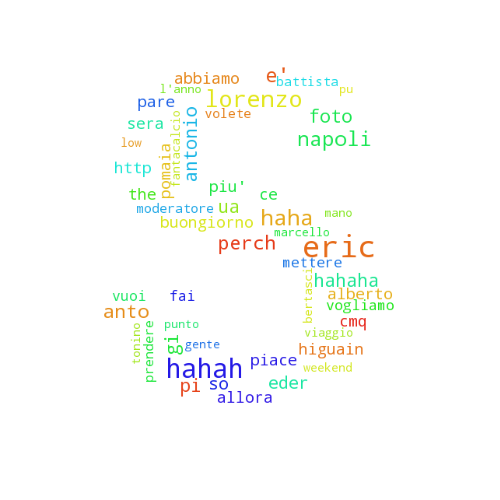 abbiamo e'
battista
l'anno
pu
pare
lorenzo
volete
foto
sera
antonio
fantacalcio
napoli
low
pomaia
http
piu'
the
ce
moderatore
ua
haha
mano
buongiorno
marcello
perch
eric
mettere
hahaha
bertasci
alberto
vuoi
fai
vogliamo
anto
cmq
punto
tonino
prendere
gi
gente
viaggio
higuain
hahah
piace
weekend
pi
so
eder
allora